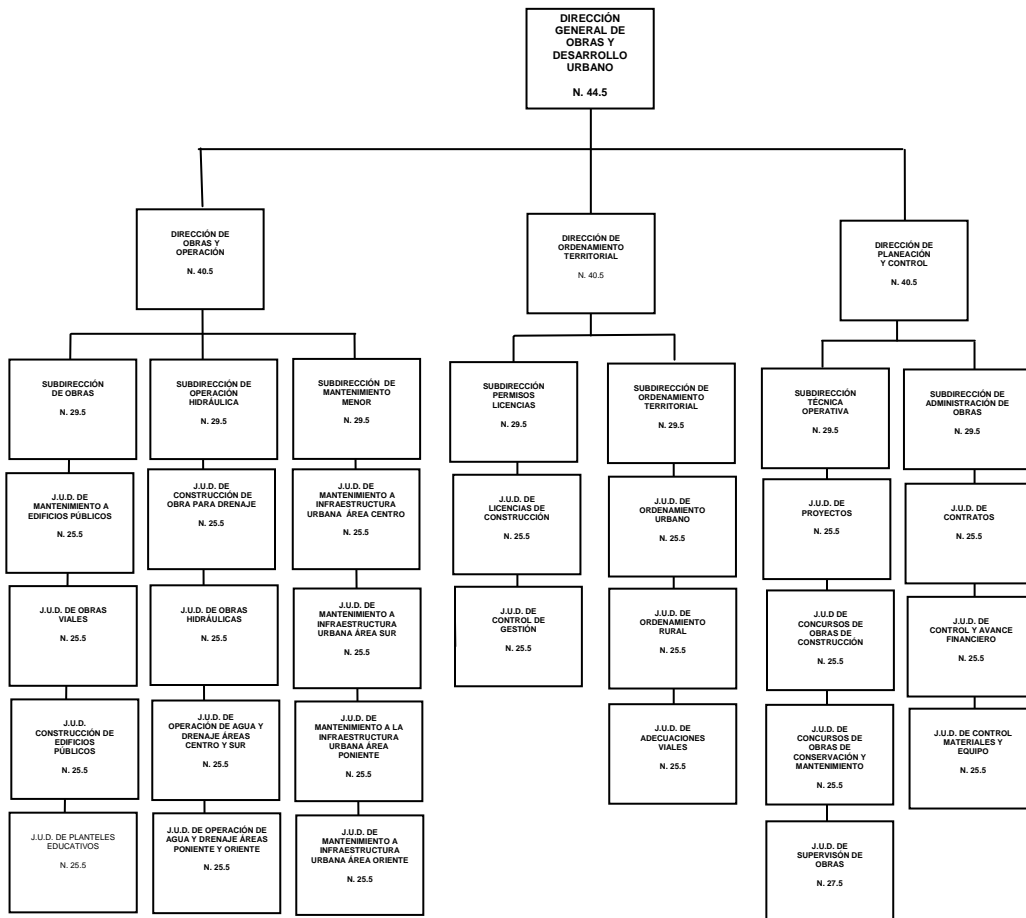 DIRECCIÓN
GENERAL DE
OBRAS Y
DESARROLLO
URBANO
N. 44.5
DIRECCIÓN DE
OBRAS Y
OPERACIÓN
N. 40.5
DIRECCIÓN DE
ORDENAMIENTO
TERRITORIAL
N. 40.5
DIRECCIÓN DE
PLANEACIÓN
Y CONTROL
N. 40.5
SUBDIRECCIÓN
DE OBRAS
N. 29.5
SUBDIRECCIÓN DE
OPERACIÓN
HIDRÁULICA
N. 29.5
SUBDIRECCIÓN DE
MANTENIMIENTO
MENOR
N. 29.5
SUBDIRECCIÓN
PERMISOS
LICENCIAS
N. 29.5
SUBDIRECCIÓN DE
ORDENAMIENTO
TERRITORIAL
N. 29.5
SUBDIRECCIÓN
TÉCNICA
OPERATIVA
N. 29.5
SUBDIRECCIÓN DE
ADMINISTRACIÓN DE
OBRAS
N. 29.5
J.U.D. DE
MANTENIMIENTO A
EDIFICIOS PÚBLICOS
N. 25.5
J.U.D. DE
CONSTRUCCIÓN DE
OBRA PARA DRENAJE
N. 25.5
J.U.D. DE
MANTENIMIENTO A
INFRAESTRUCTURA
URBANA ÁREA CENTRO
N. 25.5
J.U.D. DE
LICENCIAS DE
CONSTRUCCIÓN
N. 25.5
J.U.D. DE
ORDENAMIENTO
URBANO
N. 25.5
J.U.D. DE
PROYECTOS
N. 25.5
J.U.D. DE
CONTRATOS
N. 25.5
J.U.D. DE OBRAS
VIALES
N. 25.5
J.U.D. DE OBRAS
HIDRÁULICAS
N. 25.5
J.U.D. DE
MANTENIMIENTO A
INFRAESTRUCTURA
URBANA ÁREA SUR
N. 25.5
J.U.D. DE
CONTROL DE
GESTIÓN
N. 25.5
J.U.D. DE
ORDENAMIENTO
RURAL
N. 25.5
J.U.D DE
CONCURSOS DE
OBRAS DE
CONSTRUCCIÓN
N. 25.5
J.U.D. DE
CONTROL Y AVANCE
FINANCIERO
N. 25.5
J.U.D.
CONSTRUCCIÓN DE
EDIFICIOS
PÚBLICOS
N. 25.5
J.U.D. DE
OPERACIÓN DE AGUA Y
DRENAJE ÁREAS
CENTRO Y SUR
N. 25.5
J.U.D. DE
MANTENIMIENTO A LA
INFRAESTRUCTURA
URBANA ÁREA
PONIENTE
N. 25.5
J.U.D. DE
ADECUACIONES
VIALES
N. 25.5
J.U.D. DE
CONCURSOS DE
OBRAS DE
CONSERVACIÓN Y
MANTENIMIENTO
N. 25.5
J.U.D. DE CONTROL
MATERIALES Y
EQUIPO
N. 25.5
J.U.D. DE PLANTELES
EDUCATIVOS
N. 25.5
J.U.D. DE OPERACIÓN DE
AGUA Y DRENAJE ÁREAS
PONIENTE Y ORIENTE
N. 25.5
J.U.D. DE
MANTENIMIENTO A
INFRAESTRUCTURA
URBANA ÁREA ORIENTE
N. 25.5
J.U.D. DE
SUPERVISÓN DE
OBRAS
N. 27.5